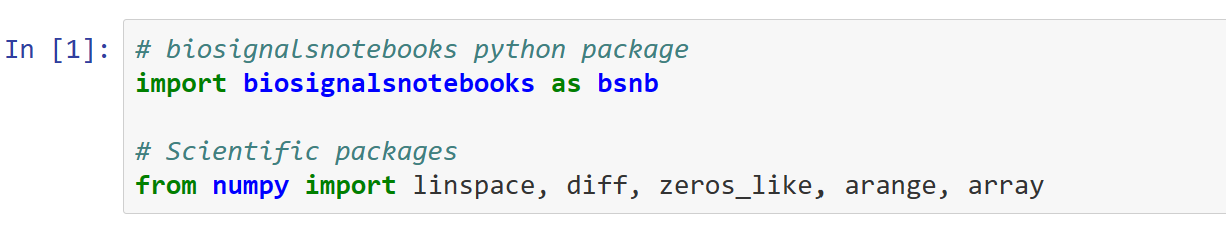 In [1]: # biosignalsnotebooks python package
import biosignalsnotebooks as bsnb
# Scientific packages
from numpy import linspace, diff, zeros_like, arange, array